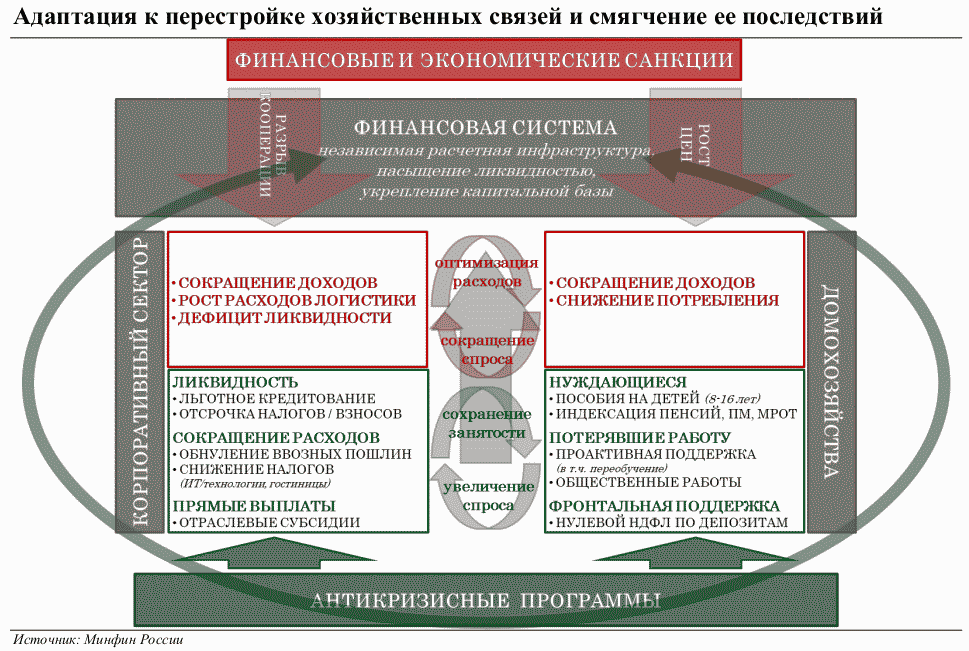 Адаптация к перестройке хозяйственных связей и смягчение ее последствий
ФИНАНСОВЫЕ И ЭКОНОМИЧЕСКИЕ САНКЦИИ
РАЗРЫВ
КООПЕРАЦИИ
ФИНАНСОВАЯ СИСТЕМА
независимая расчетная инфраструктура,
насыщение ликвидностью,
укрепление капитальной базы
РОСТ
ЦЕН
КОРПОРАТИВНЫЙ СЕКТОР
• СОКРАЩЕНИЕ ДОХОДОВ
• РОСТ РАСХОДОВ ЛОГИСТИКИ
• ДЕФИЦИТ ЛИКВИДНОСТИ
оптимизация
расходов
сокращение
спроса
• СОКРАЩЕНИЕ ДОХОДОВ
• СНИЖЕНИЕ ПОТРЕБЛЕНИЯ
ДОМОХОЗЯЙСТВА
ЛИКВИДНОСТЬ
• ЛЬГОТНОЕ КРЕДИТОВАНИЕ
• ОТСРОЧКА НАЛОГОВ / ВЗНОСОВ
СОКРАЩЕНИЕ РАСХОДОВ
• ОБНУЛЕНИЕ ВВОЗНЫХ ПОШЛИН
• СНИЖЕНИЕ НАЛОГОВ
(ИТ/технологии, гостиницы)
ПРЯМЫЕ ВЫПЛАТЫ
• ОТРАСЛЕВЫЕ СУБСИДИИ
сохранение
занятости
увеличение
спроса
НУЖДАЮЩИЕСЯ
• ПОСОБИЯ НА ДЕТЕЙ (8-16 лет)
• ИНДЕКСАЦИЯ ПЕНСИЙ, ПМ, МРОТ
ПОТЕРЯВШИЕ РАБОТУ
• ПРОАКТИВНАЯ ПОДДЕРЖКА
(в т.ч. переобучение)
• ОБЩЕСТВЕННЫЕ РАБОТЫ
ФРОНТАЛЬНАЯ ПОДДЕРЖКА
• НУЛЕВОЙ НДФЛ ПО ДЕПОЗИТАМ
АНТИКРИЗИСНЫЕ ПРОГРАММЫ
Источник: Минфин России